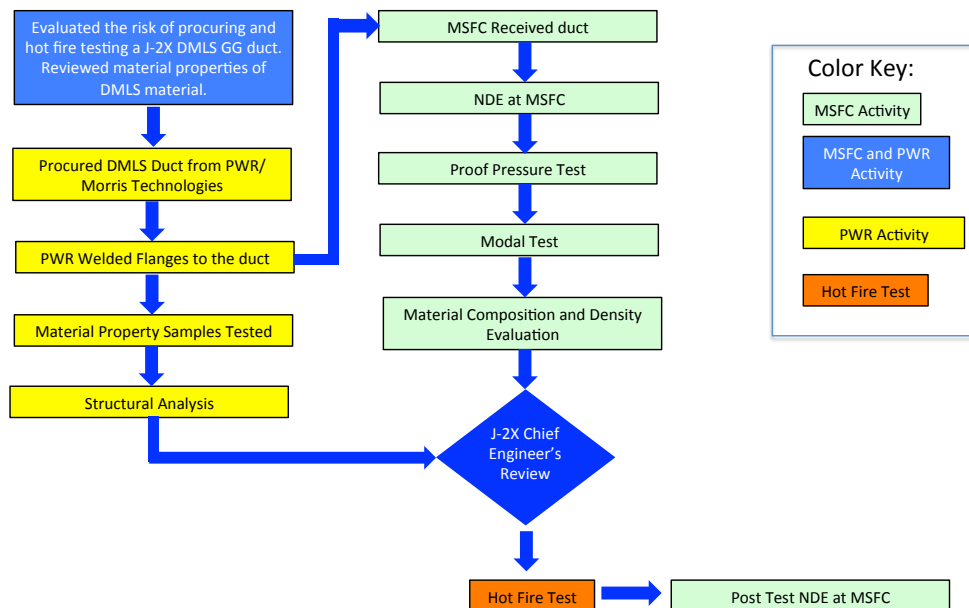 Evaluated the risk of procuring and
hot fire testing a J-2X DMLS GG duct.
Reviewed material properties of
DMLS material.
Procured DMLS Duct from PWR/
Morris Technologies
PWR Welded Flanges to the duct
Material Property Samples Tested
Structural Analysis
MSFC Received duct
NDE at MSFC
Proof Pressure Test
Modal Test
Material Composition and Density
Evaluation
J-2X Chief
Engineer's
Review
Hot Fire Test
Post Test NDE at MSFC
Color Key:
MSFC Activity
MSFC and PWR
Activity
PWR Activity
Hot Fire Test